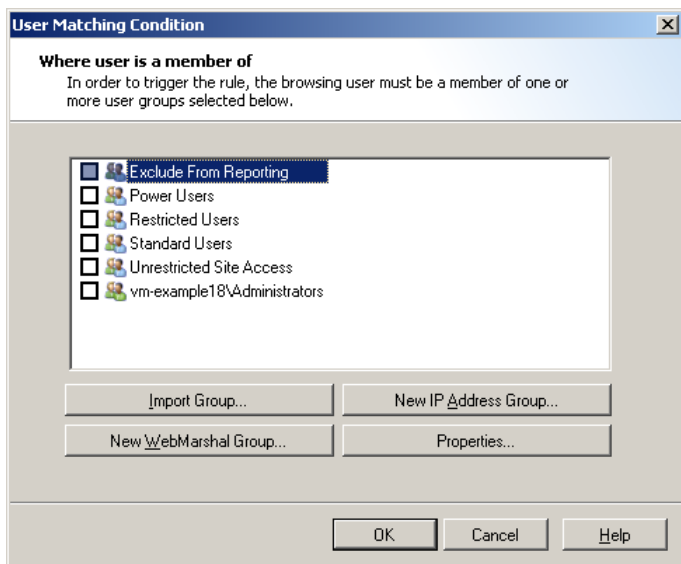 User Matching Condition
Where user is a member of
In order to trigger the rule, the browsing user must be a member of one or
more user groups selected below.
Exclude From Reporting
Power Users
Restricted Users
Standard Users
Unrestricted Site Access
vm-example18\Administrators
Import Group...
New IP Address Group...
New WebMarshal Group...
Properties...
OK
Cancel
Help